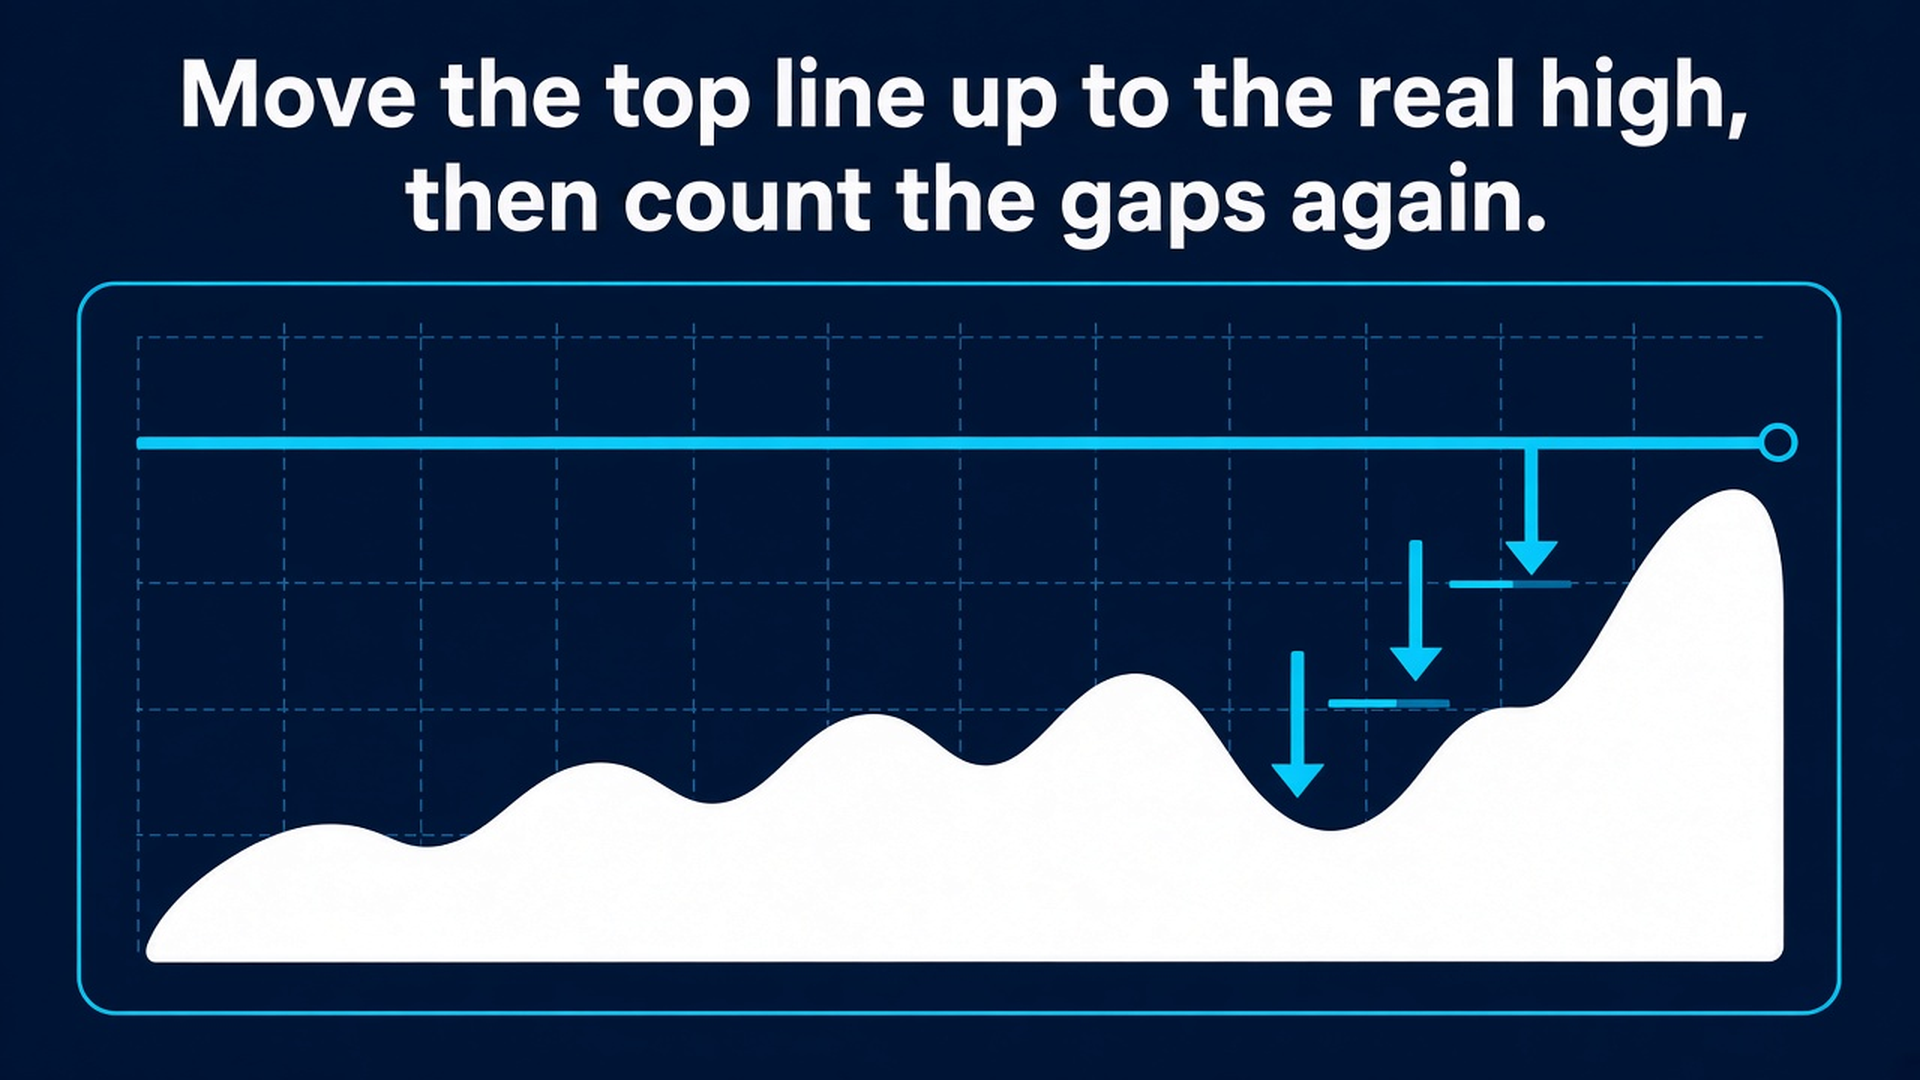 Move the top line up to the real high,
then count the gaps again.